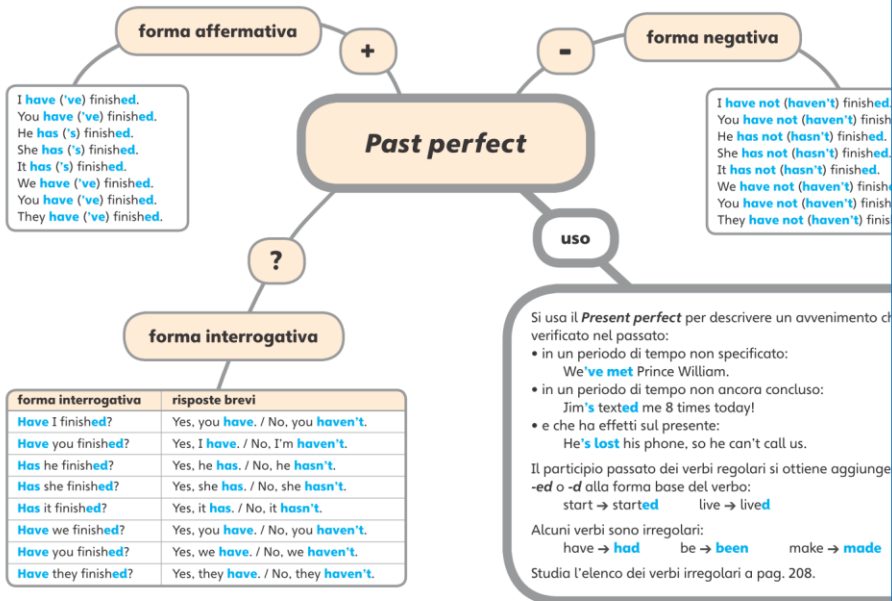 forma affermativa
+
-
forma negativa
I have ('ve) finished.
You have ('ve) finished.
He has ('s) finished.
She has ('s) finished.
It has ('s) finished.
We have ('ve) finished.
You have ('ve) finished.
They have ('ve) finished.
Past perfect
I have not (haven't) finished.
You have not (haven't) finish
He has not (hasn't) finished.
She has not (hasn't) finished.
It has not (hasn't) finished.
We have not (haven't) finishe
You have not (haven't) finish
They have not (haven't) finis
?
uso
forma interrogativa
forma interrogativa risposte brevi
Have I finished? Yes, you have. / No, you haven't.
Have you finished? Yes, I have. / No, I'm haven't.
Has he finished? Yes, he has. / No, he hasn't.
Has she finished? Yes, she has. / No, she hasn't.
Has it finished? Yes, it has. / No, it hasn't.
Have we finished? Yes, you have. / No, you haven't.
Have you finished? Yes, we have. / No, we haven't.
Have they finished? Yes, they have. / No, they haven't.
Si usa il Present perfect per descrivere un avvenimento ch
verificato nel passato:
• in un periodo di tempo non specificato:
We've met Prince William.
• in un periodo di tempo non ancora concluso:
Jim's texted me 8 times today!
• e che ha effetti sul presente:
He's lost his phone, so he can't call us.
Il participio passato dei verbi regolari si ottiene aggiunge
-ed o -d alla forma base del verbo:
start → started live → lived
Alcuni verbi sono irregolari:
have → had be → been make → made
Studia l'elenco dei verbi irregolari a pag. 208.